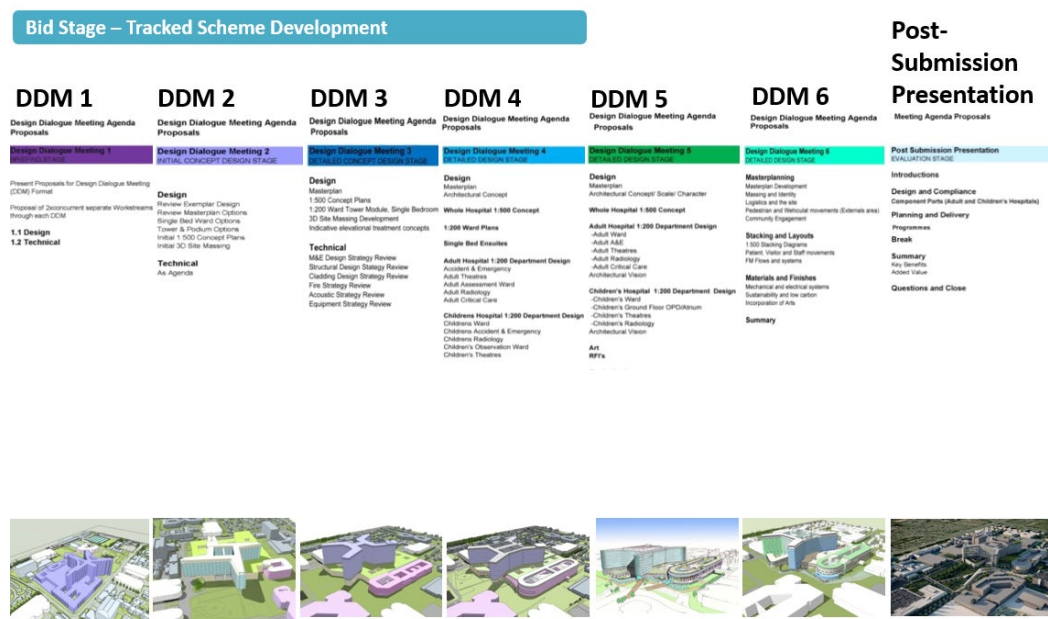 Bid Stage – Tracked Scheme Development
DDM 1
Design Dialogue Meeting Agenda
Proposals
Design Dialogue Meeting 1
BRIEFING STAGE
Present Proposals for Design Dialogue Meeting
(DDM) Format
Proposal of 2xconcurrent separate Workstreams
through each DDM
1.1 Design
1.2 Technical
DDM 2
Design Dialogue Meeting Agenda
Proposals
Design Dialogue Meeting 2
INITIAL CONCEPT DESIGN STAGE
Design
Review Exemplar Design
Review Masterplan Options
Single Bed Ward Options
Tower & Podium Options
Initial 1:500 Concept Plans
Initial 3D Site Massing
Technical
As Agenda
DDM 3
Design Dialogue Meeting Agenda
Proposals
Design Dialogue Meeting 3
DETAILED CONCEPT DESIGN STAGE
Design
Masterplan
1:500 Concept Plans
1:200 Ward Tower Module, Single Bedroom
3D Site Massing Development
Indicative elevational treatment concepts
Technical
M&E Design Strategy Review
Structural Design Stategy Review
Cladding Design Strategy Review
Fire Strategy Review
Acoustic Strategy Review
Equipment Strategy Review
DDM 4
Design Dialogue Meeting Agenda
Proposals
Design Dialogue Meeting 4
DETAILED DESIGN STAGE
Design
Masterplan
Architectural Concept
Whole Hospital 1:500 Concept
1:200 Ward Plans
Single Bed Ensuites
Adult Hospital 1:200 Department Design
Accident & Emergency
Adult Theatres
Adult Assessment Ward
Adult Radiology
Adult Critical Care
Childrens Hospital 1:200 Department Design
Childrens Ward
Childrens Accident & Emergency
Childrens Radiology
Children's Observation Ward
Children's Theatres
DDM 5
Design Dialogue Meeting Agenda
Proposals
Design Dialogue Meeting 5
DETAILED DESIGN STAGE
Design
Masterplan
Architectural Concept/ Scale/ Character
Whole Hospital 1:500 Concept
Adult Hospital 1:200 Department Design
-Adult Ward
-Adult A&E
-Adult Theatres
-Adult Radiology
-Adult Critical Care
Architectural Vision
Children's Hospital 1:200 Department Design
-Children's Ward
-Children's Ground Floor OPD/Atrium
-Children's Theatres
-Children's Radiology
Architectural Vision
Art
RFI's
DDM 6
Design Dialogue Meeting Agenda
Proposals
Design Dialogue Meeting 6
DETAILED DESIGN STAGE
Masterplanning
Masterplan Development
Massing and Identity
Logistics and the site
Pedestrian and Vehicular movements (Externals area)
Community Engagement
Stacking and Layouts
1:500 Stacking Diagrams
Patient, Visitor and Staff movements
FM Flows and systems
Materials and Finishes
Mechanical and electrical systems
Sustainability and low carbon
Incorporation of Arts
Summary
Post-
Submission
Presentation
Meeting Agenda Proposals
Post Submission Presentation
EVALUATION STAGE
Introductions
Design and Compliance
Component Parts (Adult and Children's Hospitals)
Planning and Delivery
Programmes
Break
Summary
Key Benefits
Added Value
Questions and Close